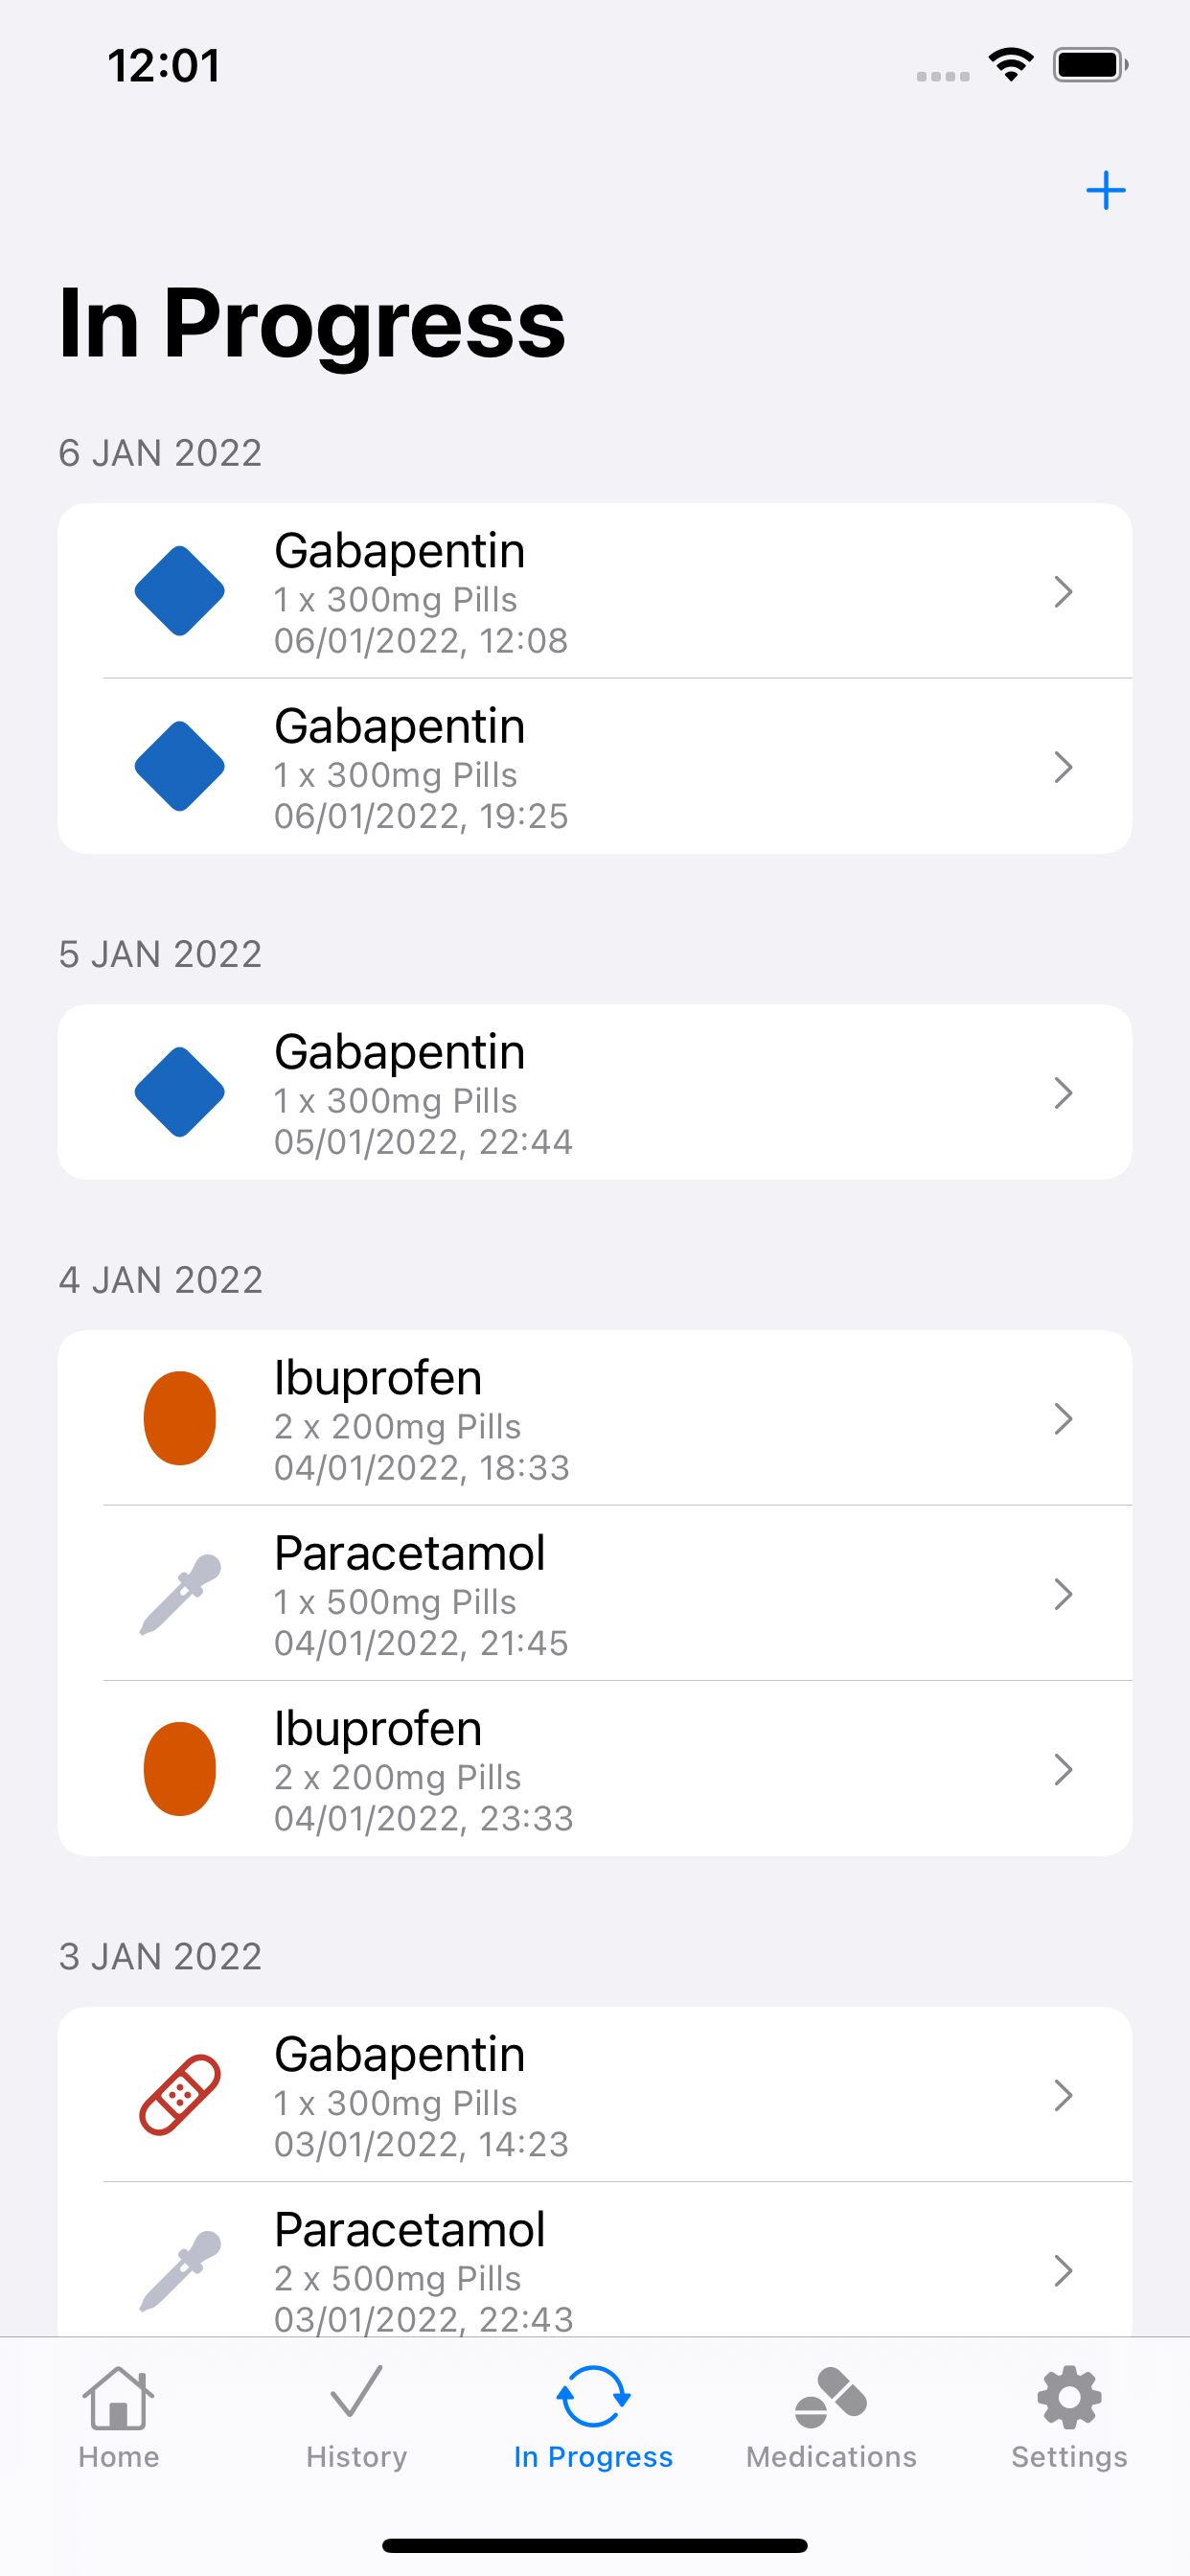 12:01
In Progress
6 JAN 2022
Gabapentin
1 x 300mg Pills
06/01/2022, 12:08
Gabapentin
1 x 300mg Pills
06/01/2022, 19:25
5 JAN 2022
Gabapentin
1 x 300mg Pills
05/01/2022, 22:44
4 JAN 2022
Ibuprofen
2 x 200mg Pills
04/01/2022, 18:33
Paracetamol
1 x 500mg Pills
04/01/2022, 21:45
Ibuprofen
2 x 200mg Pills
04/01/2022, 23:33
3 JAN 2022
Gabapentin
1 x 300mg Pills
03/01/2022, 14:23
Paracetamol
2 x 500mg Pills
03/01/2022, 22:43
Home History In Progress Medications Settings